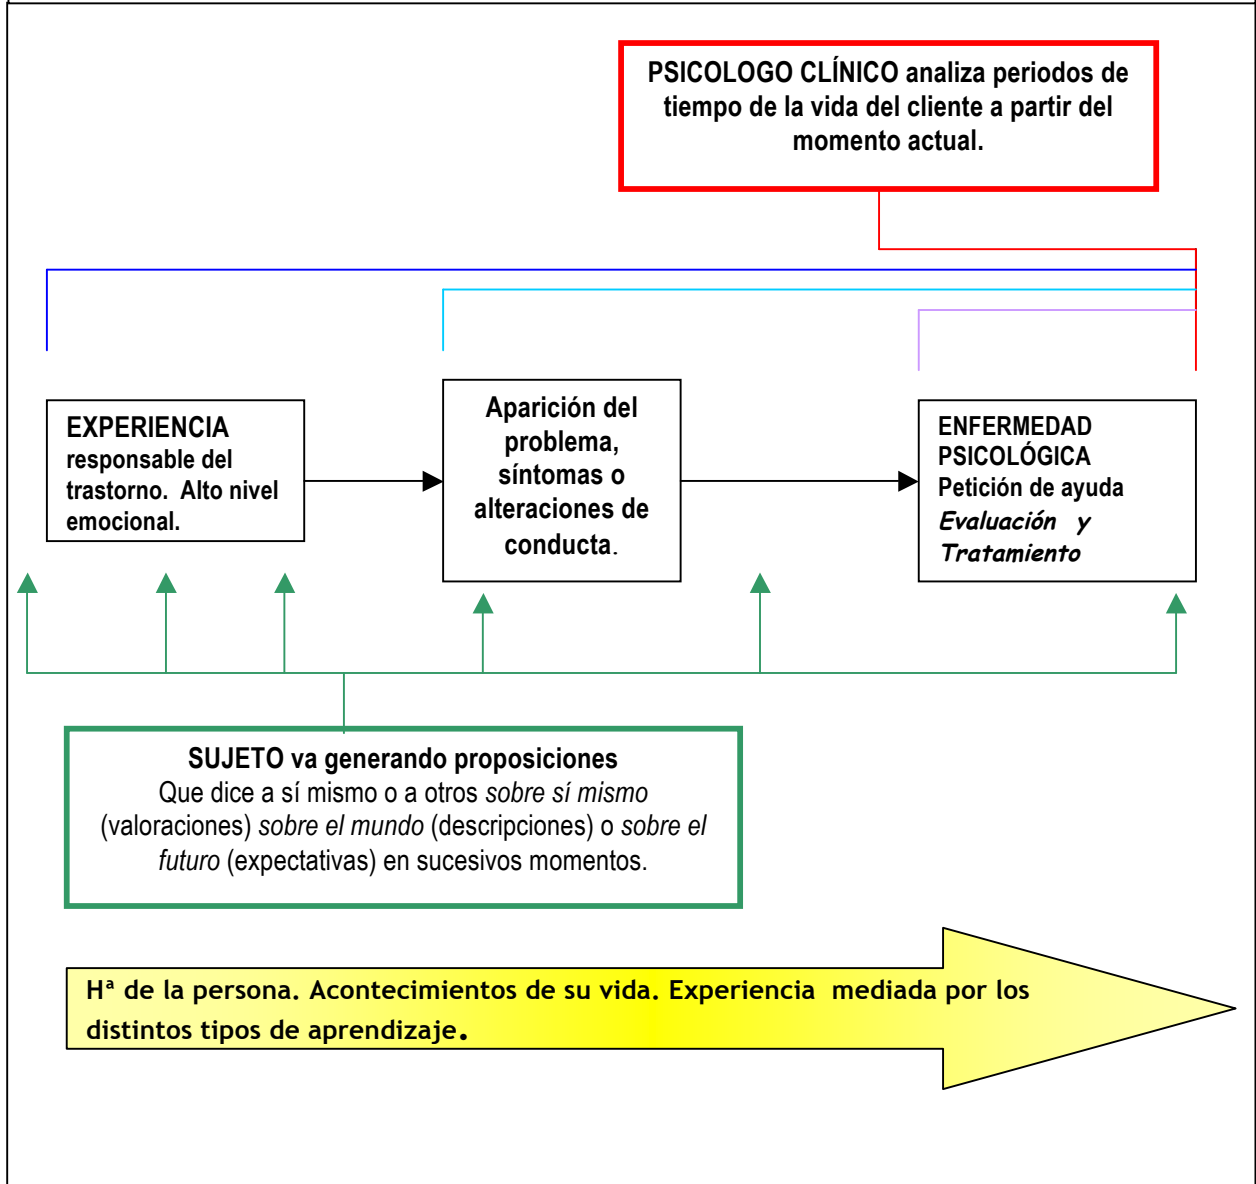 PSICOLOGO CLÍNICO analiza periodos de
tiempo de la vida del cliente a partir del
momento actual.
EXPERIENCIA
responsable del
trastorno. Alto nivel
emocional.
Aparición del
problema,
síntomas o
alteraciones de
conducta.
ENFERMEDAD
PSICOLÓGICA
Petición de ayuda
Evaluación y
Tratamiento
SUJETO va generando proposiciones
Que dice a sí mismo o a otros sobre sí mismo
(valoraciones) sobre el mundo (descripciones) o sobre el
futuro (expectativas) en sucesivos momentos.
Hª de la persona. Acontecimientos de su vida. Experiencia mediada por los
distintos tipos de aprendizaje.